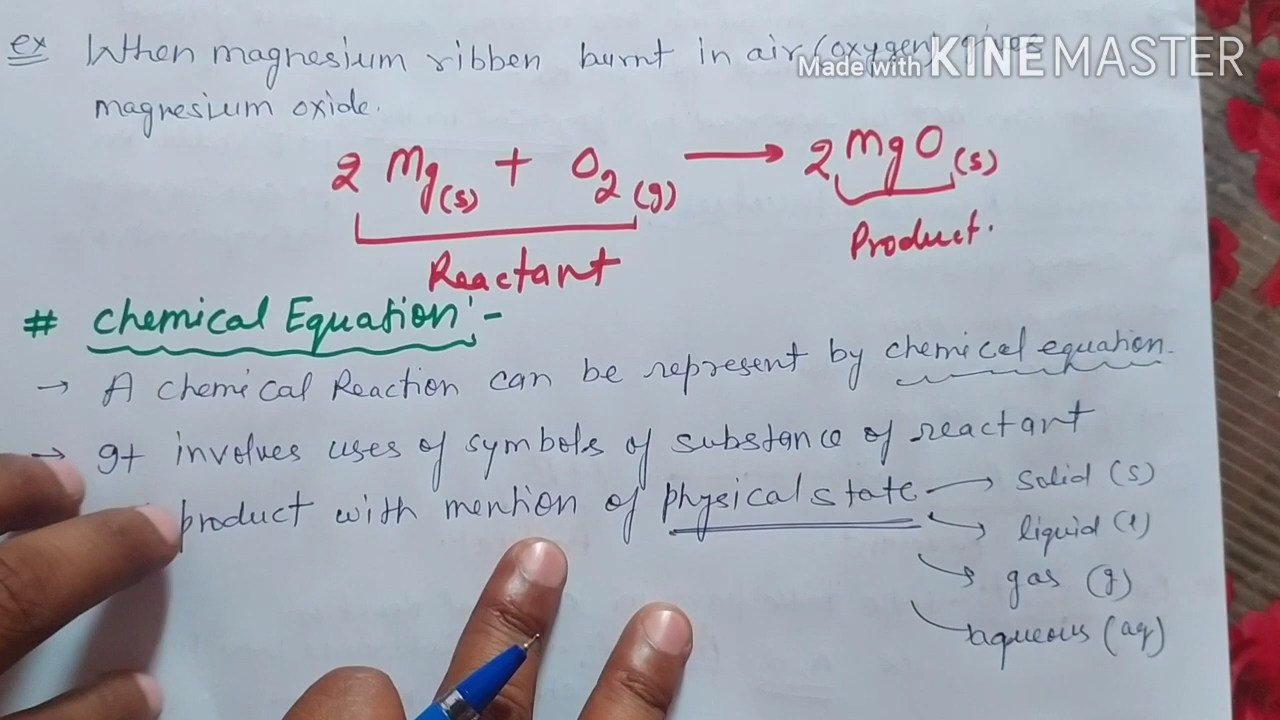 ex When magnesium ribben burnt in air (oxygen) gives
Made with KINEMASTER
magnesium oxide.
2 Mg(s) + O2(g) → 2MgO(s)
Reactant
Product.
# Chemical Equation:-
→ A chemical Reaction can be represent by chemical equation.
→ It involves uses of symbols of substance of reactant
product with mention of physical state → solid (s)
→ liquid (l)
→ gas (g)
aqueous (aq)